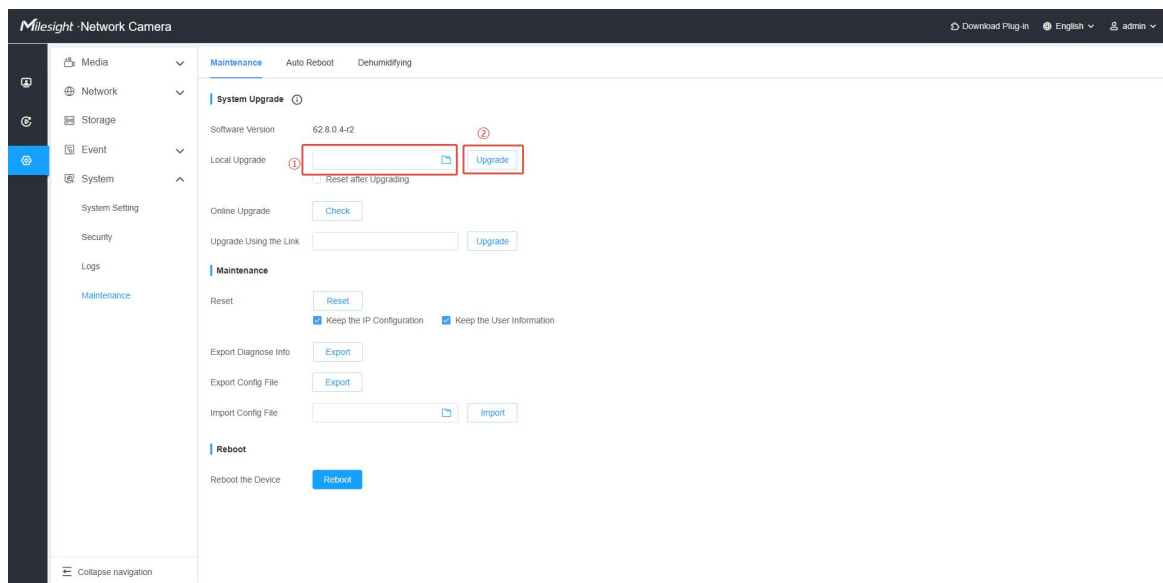 Milesight · Network Camera
Download Plug-in English admin
Media
Network
Storage
Event
System
System Setting
Security
Logs
Maintenance
Collapse navigation
Maintenance Auto Reboot Dehumidifying
System Upgrade
Software Version 62.8.0.4-r2
②
Local Upgrade ① Upgrade
Reset after Upgrading
Online Upgrade Check
Upgrade Using the Link Upgrade
Maintenance
Reset Reset
Keep the IP Configuration Keep the User Information
Export Diagnose Info Export
Export Config File Export
Import Config File Import
Reboot
Reboot the Device Reboot